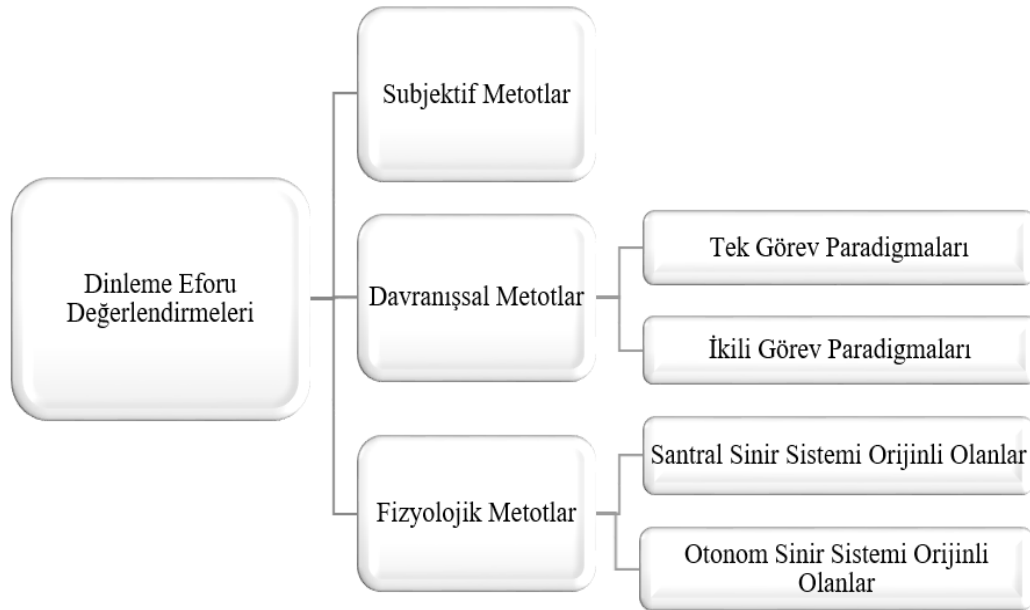 Subjektif Metotlar
Dinleme Eforu
Değerlendirmeleri
Davranışsal Metotlar
Tek Görev Paradigmaları
İkili Görev Paradigmaları
Fizyolojik Metotlar
Santral Sinir Sistemi Orijinli Olanlar
Otonom Sinir Sistemi Orijinli
Olanlar